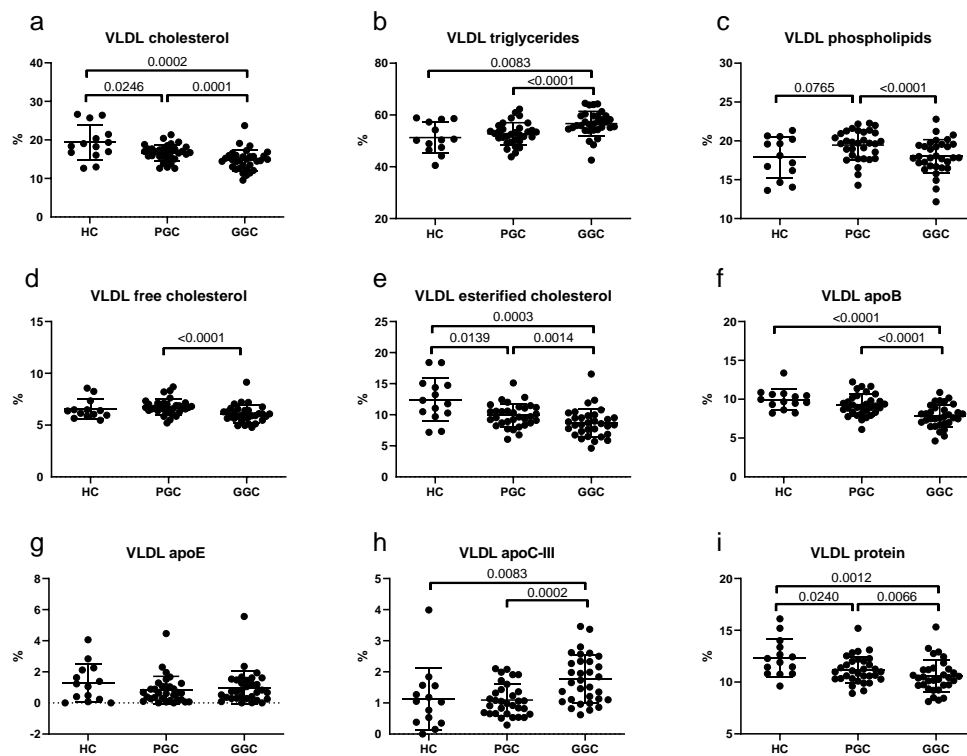 a
VLDL cholesterol
40
30
20
10
0
%
0.0002
0.0246
0.0001
HC
PGC
GGC
b
VLDL triglycerides
80
60
40
20
%
0.0083
<0.0001
HC
PGC
GGC
c
VLDL phospholipids
30
25
20
15
10
%
0.0765
<0.0001
HC
PGC
GGC
d
VLDL free cholesterol
15
10
5
0
%
<0.0001
HC
PGC
GGC
e
VLDL esterified cholesterol
25
20
15
10
5
0
%
0.0003
0.0139
0.0014
HC
PGC
GGC
f
VLDL apoB
20
15
10
5
0
%
<0.0001
<0.0001
HC
PGC
GGC
g
VLDL apoE
8
6
4
2
0
-2
%
HC
PGC
GGC
h
VLDL apoC-III
5
4
3
2
1
0
%
0.0083
0.0002
HC
PGC
GGC
i
VLDL protein
20
15
10
5
%
0.0012
0.0240
0.0066
HC
PGC
GGC